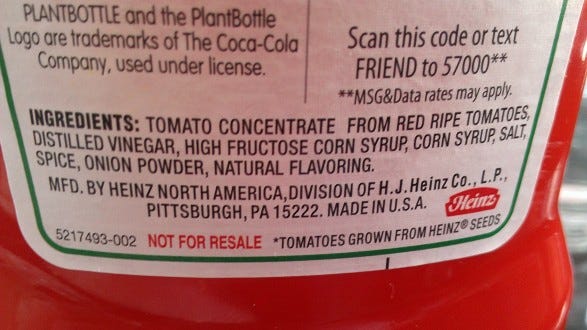 PLANTBOTTLE and the PlantBottle
Logo are trademarks of The Coca-Cola
Company, used under license.
Scan this code or text
FRIEND to 57000**
**MSG&Data rates may apply.
INGREDIENTS: TOMATO CONCENTRATE FROM RED RIPE TOMATOES,
DISTILLED VINEGAR, HIGH FRUCTOSE CORN SYRUP, CORN SYRUP, SALT,
SPICE, ONION POWDER, NATURAL FLAVORING.
MFD. BY HEINZ NORTH AMERICA, DIVISION OF H.J. Heinz Co., L.P.,
PITTSBURGH, PA 15222. MADE IN U.S.A. Heinz
5217493-002 NOT FOR RESALE *TOMATOES GROWN FROM HEINZ® SEEDS